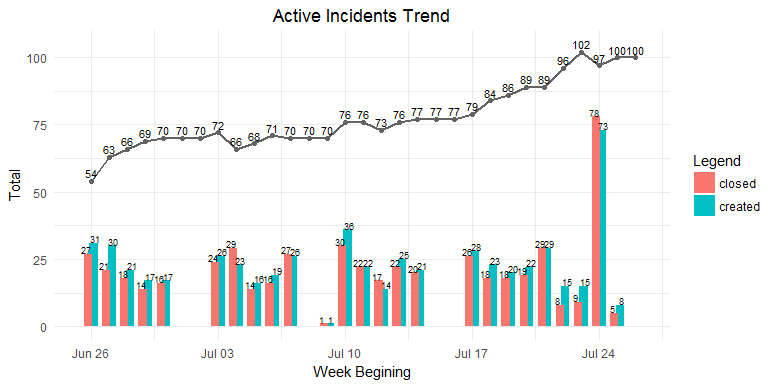 Active Incidents Trend
Total
100
75
50
25
0
54 63 66 69 70 70 70 72 66 68 71 70 70 70 76 76 73 76 77 77 77 79 84 86 89 89 96 102 97 100 100
27 31 21 30 18 21 14 17 16 17 24 26 29 23 14 16 16 19 27 26 1 1 30 36 22 22 17 14 22 25 20 21 26 28 18 23 18 20 19 22 29 29 8 15 9 15 78 73 5 8
Jun 26 Jul 03 Jul 10 Jul 17 Jul 24
Week Begining
Legend
closed
created